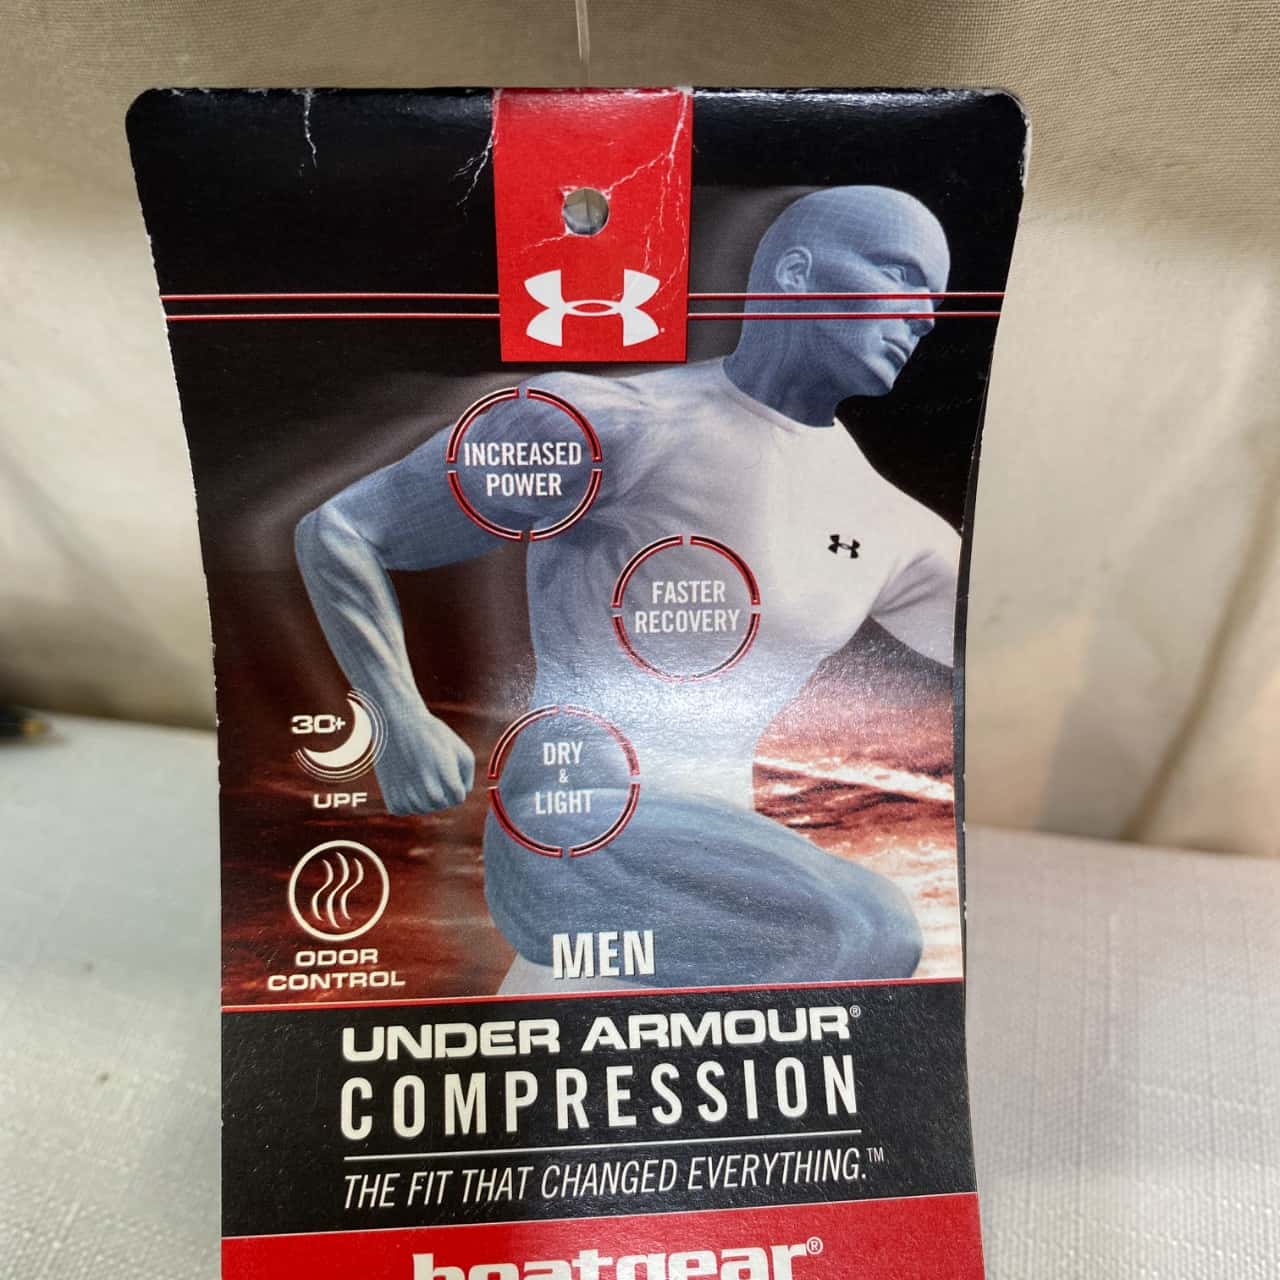 INCREASED
POWER
FASTER
RECOVERY
30+
UPF
DRY
&
LIGHT
ODOR
CONTROL
MEN
UNDER ARMOUR®
COMPRESSION
THE FIT THAT CHANGED EVERYTHING.™
heatgear®